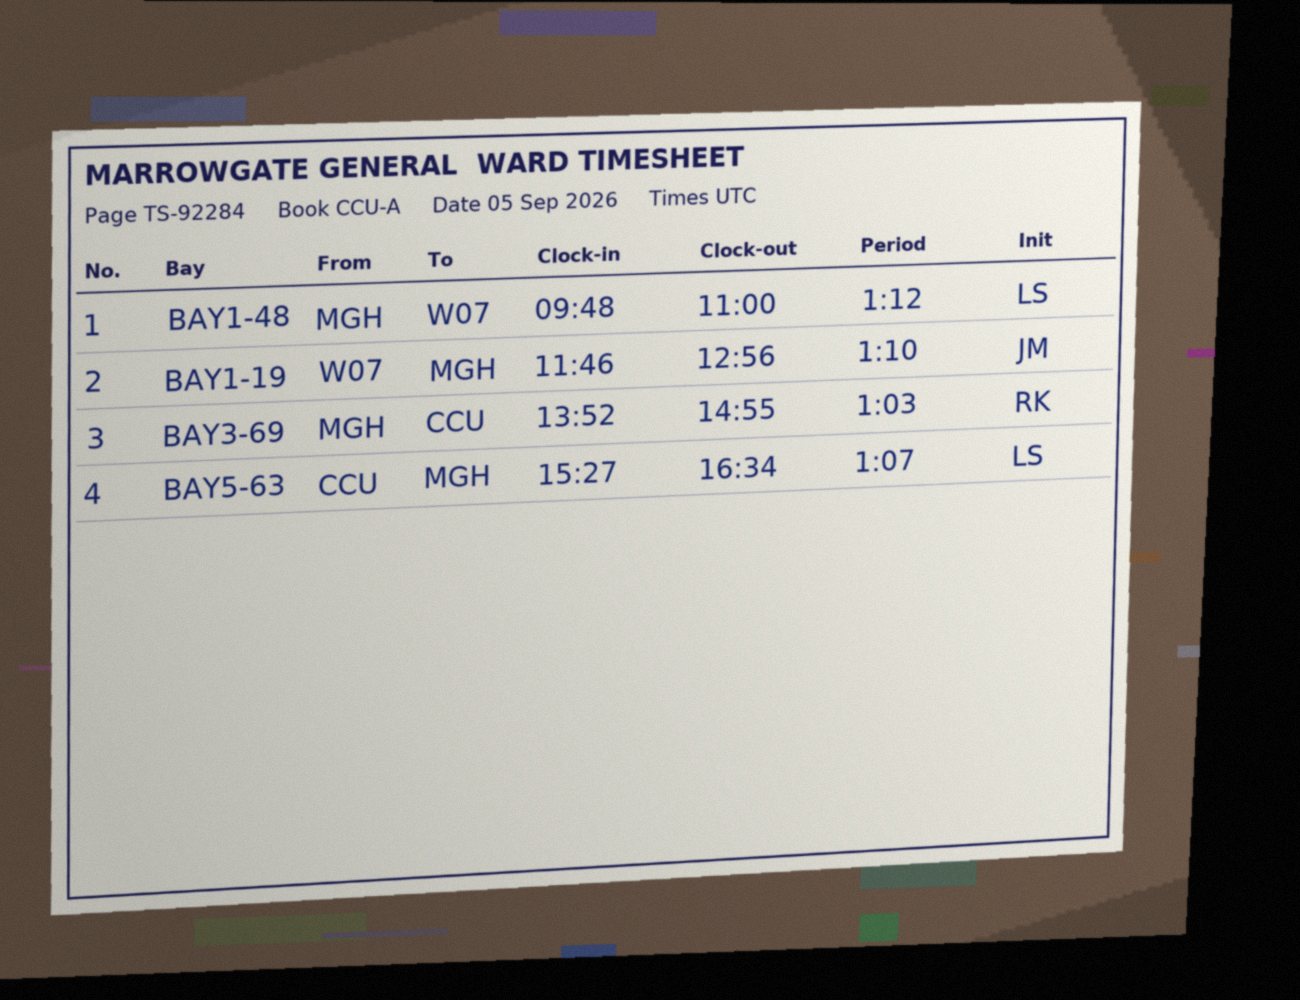 MARROWGATE GENERAL WARD TIMESHEET
Page TS-92284 Book CCU-A Date 05 Sep 2026 Times UTC
No. Bay From To Clock-in Clock-out Period Init
1 BAY1-48 MGH W07 09:48 11:00 1:12 LS
2 BAY1-19 W07 MGH 11:46 12:56 1:10 JM
3 BAY3-69 MGH CCU 13:52 14:55 1:03 RK
4 BAY5-63 CCU MGH 15:27 16:34 1:07 LS